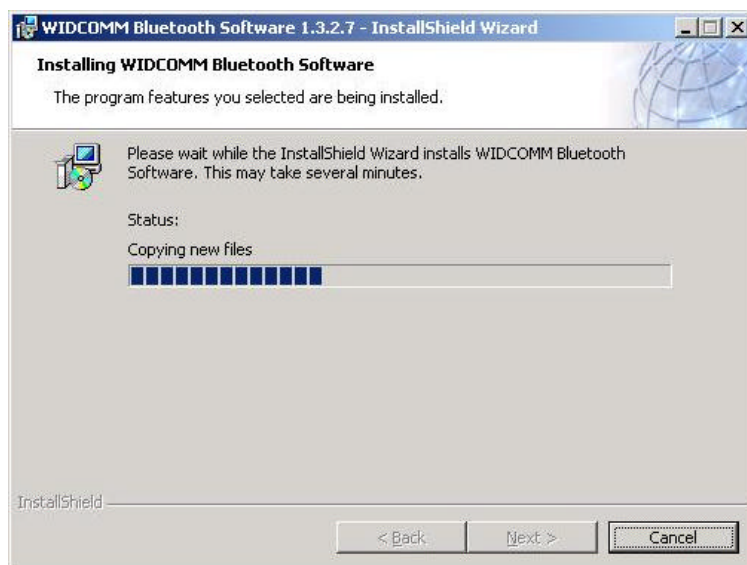 WIDCOMM Bluetooth Software 1.3.2.7 - InstallShield Wizard
Installing WIDCOMM Bluetooth Software
The program features you selected are being installed.
Please wait while the InstallShield Wizard installs WIDCOMM Bluetooth
Software. This may take several minutes.
Status:
Copying new files
InstallShield
< Back
Next >
Cancel